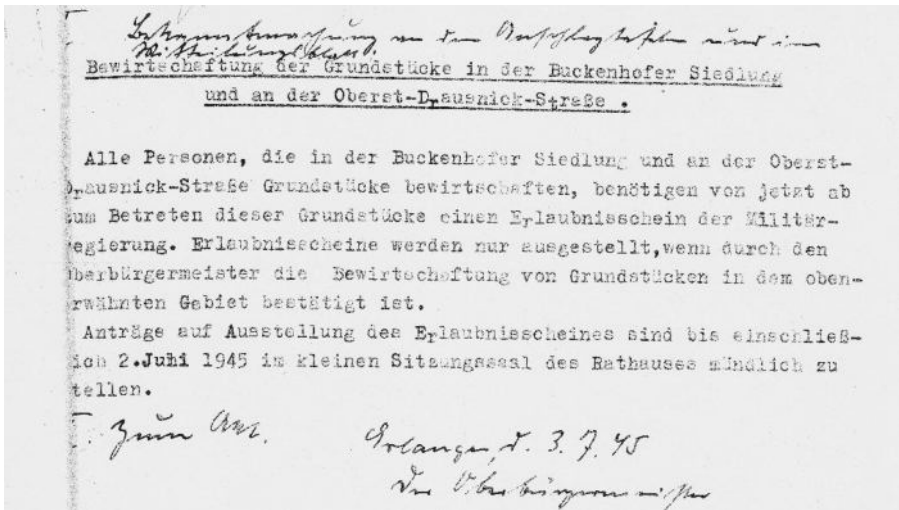 Bekanntmachung an den Anschlagtafeln und im
Mitteilungsblatt.
Bewirtschaftung der Grundstücke in der Buckenhofer Siedlung
und an der Oberst-Drausnick-Straße .
Alle Personen, die in der Buckenhofer Siedlung und an der Oberst-
Drausnick-Straße Grundstücke bewirtschaften, benötigen von jetzt ab
zum Betreten dieser Grundstücke einen Erlaubnisschein der Militär-
regierung. Erlaubnisscheine werden nur ausgestellt,wenn durch den
Oberbürgermeister die Bewirtschaftung von Grundstücken in dem oben-
erwähnten Gebiet bestätigt ist.
Anträge auf Ausstellung des Erlaubnisscheines sind bis einschließ-
lich 2.Juhi 1945 im kleinen Sitzungssaal des Rathauses mündlich zu
stellen.
Zum Akt.
Erlangen, d. 3.7.45
Der Oberbürgermeister